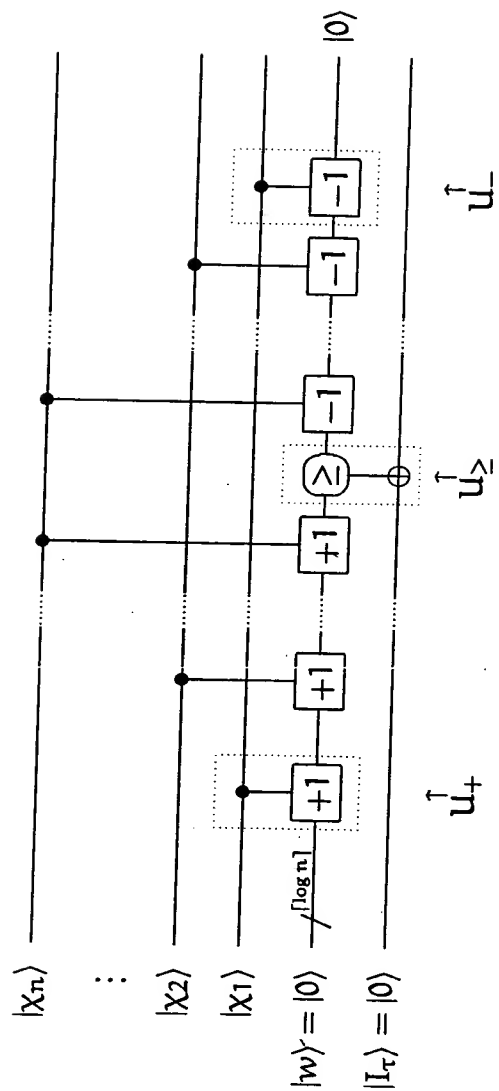 |χn⟩
⋮
|χ2⟩
|χ1⟩
|w⟩ = |0⟩
|I_τ⟩ = |0⟩
⌈log n⌉
+1 +1 +1 ≥ −1 −1 −1
|0⟩
↑ ↑ ↑
U₊ U≥ U₋